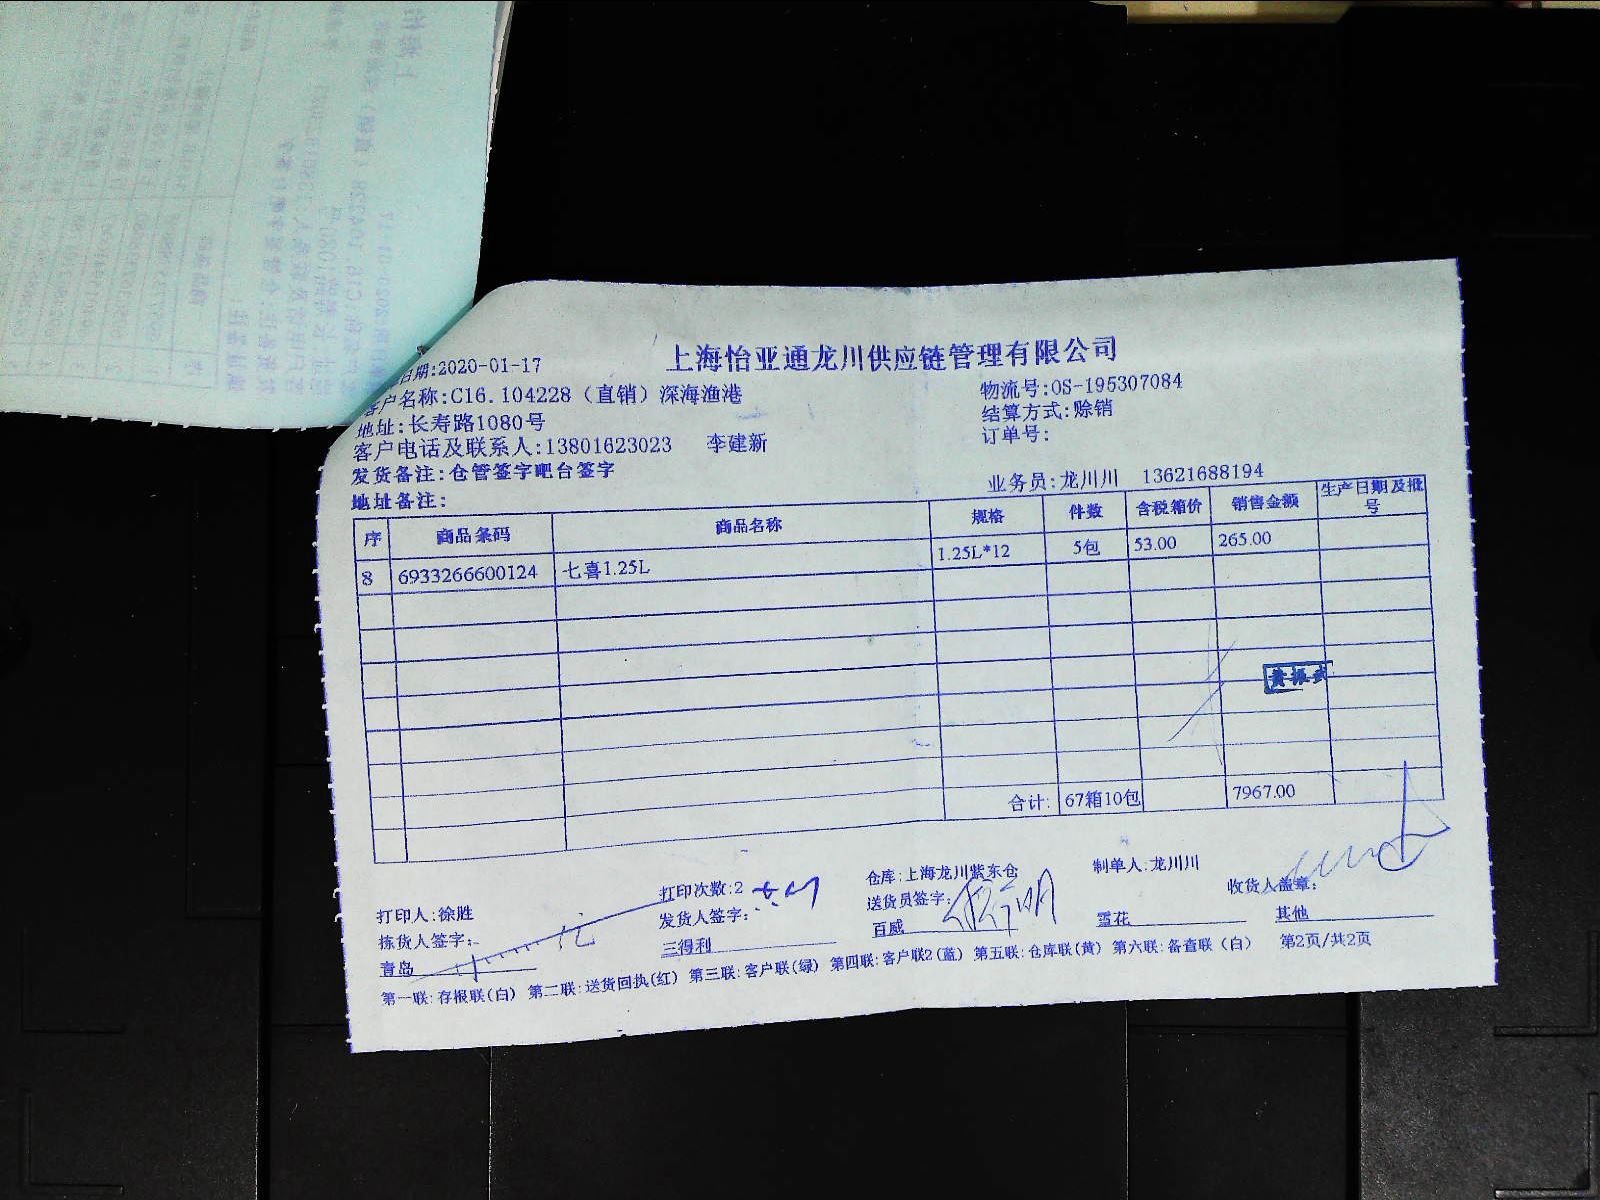 上海怡亚通龙川供应链管理有限公司
日期:2020-01-17
客户名称:C16.104228（直销）深海渔港
物流号:OS-195307084
地址:长寿路1080号
结算方式:赊销
客户电话及联系人:13801623023 李建新
订单号:
发货备注:仓管签字吧台签字
地址备注:
业务员:龙川川 13621688194
序 商品条码 商品名称 规格 件数 含税箱价 销售金额 生产日期及批号
8 6933266600124 七喜1.25L 1.25L*12 5包 53.00 265.00
黄振武
合计: 67箱10包 7967.00
打印人:徐胜 打印次数:2 仓库:上海龙川紫东仓 制单人:龙川川
拣货人签字: 发货人签字: 送货员签字: 收货人盖章:
青岛 三得利 百威 雪花 其他
第一联:存根联(白) 第二联:送货回执(红) 第三联:客户联(绿) 第四联:客户联2(蓝) 第五联:仓库联(黄) 第六联:备查联(白) 第2页/共2页